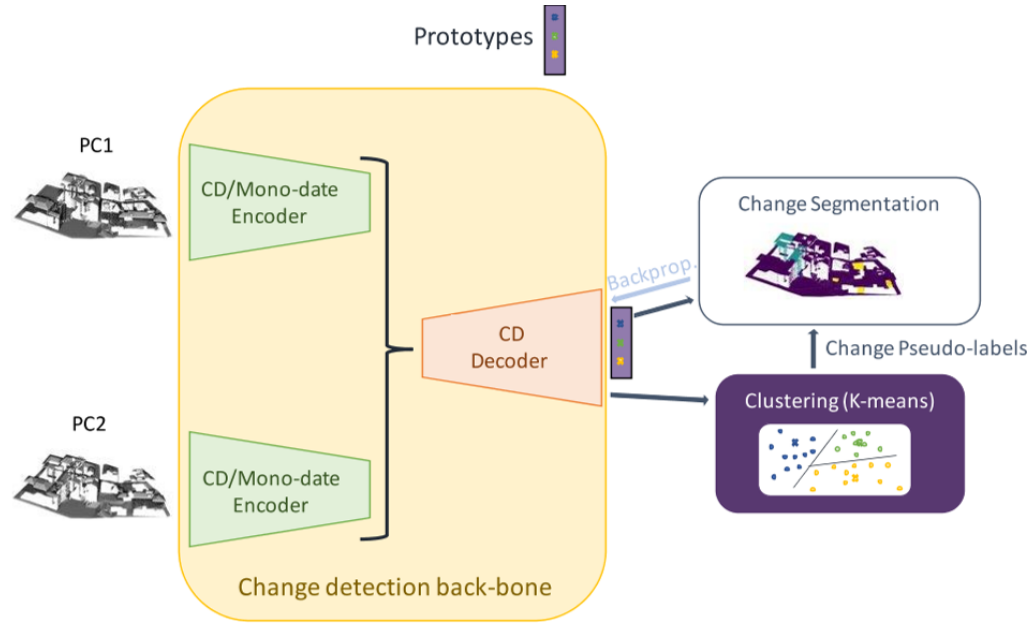 Prototypes
PC1
CD/Mono-date
Encoder
Change Segmentation
Backprop.
CD
Decoder
Change Pseudo-labels
Clustering (K-means)
PC2
CD/Mono-date
Encoder
Change detection back-bone